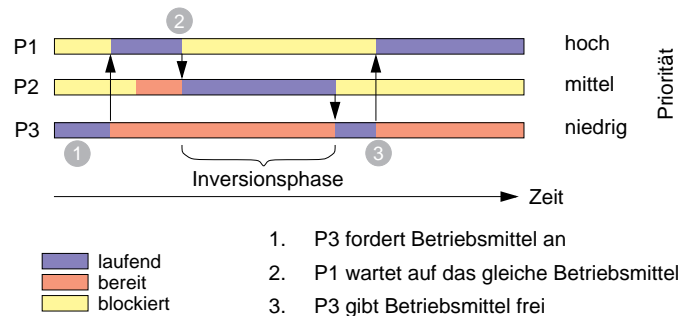 2
P1
hoch
P2
mittel
P3
niedrig
Priorität
1
3
Inversionsphase
Zeit
laufend
bereit
blockiert
1. P3 fordert Betriebsmittel an
2. P1 wartet auf das gleiche Betriebsmittel
3. P3 gibt Betriebsmittel frei